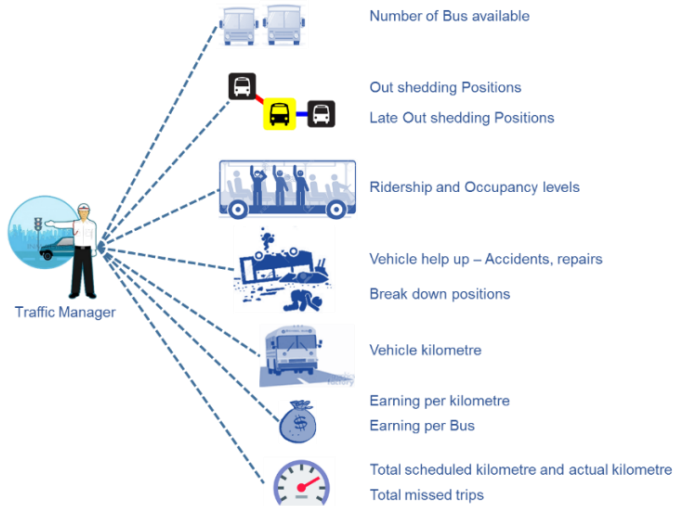 Number of Bus available
Out shedding Positions
Late Out shedding Positions
Ridership and Occupancy levels
Vehicle help up – Accidents, repairs
Break down positions
Traffic Manager
Vehicle kilometre
Earning per kilometre
Earning per Bus
Total scheduled kilometre and actual kilometre
Total missed trips